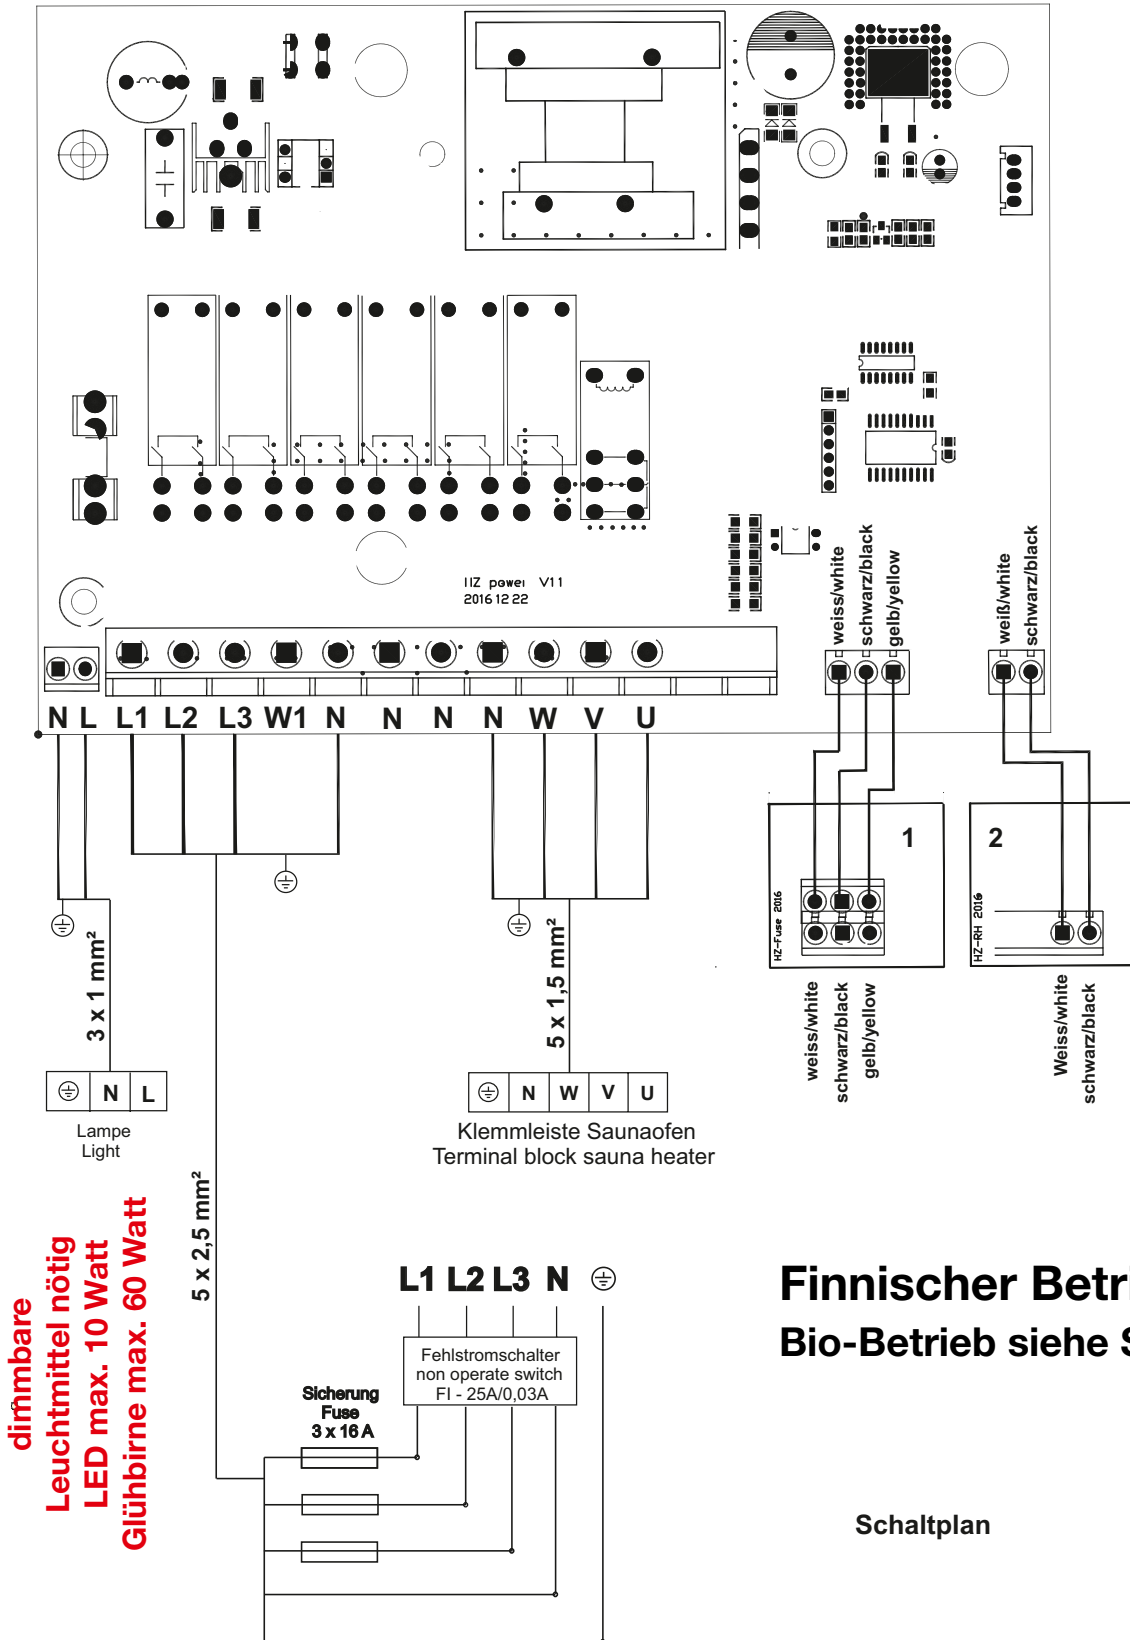 IIZ power V11
2016 12 22
weiss/white
schwarz/black
gelb/yellow
weiß/white
schwarz/black
N L L1 L2 L3 W1 N N N N W V U
1
HZ-Fuse 2016
2
HZ-RH 2016
weiss/white
schwarz/black
gelb/yellow
Weiss/white
schwarz/black
3 x 1 mm²
5 x 1,5 mm²
N L
Lampe
Light
N W V U
Klemmleiste Saunaofen
Terminal block sauna heater
5 x 2,5 mm²
dimmbare
Leuchtmittel nötig
LED max. 10 Watt
Glühbirne max. 60 Watt
L1 L2 L3 N
Fehlstromschalter
non operate switch
FI - 25A/0,03A
Sicherung
Fuse
3 x 16 A
Finnischer Betri
Bio-Betrieb siehe S
Schaltplan